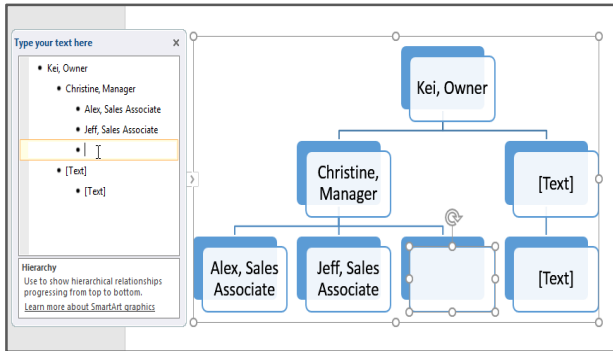 Type your text here
Kei, Owner
Christine, Manager
Alex, Sales Associate
Jeff, Sales Associate
[Text]
[Text]
Hierarchy
Use to show hierarchical relationships
progressing from top to bottom.
Learn more about SmartArt graphics
Kei, Owner
Christine,
Manager
[Text]
Alex, Sales
Associate
Jeff, Sales
Associate
[Text]